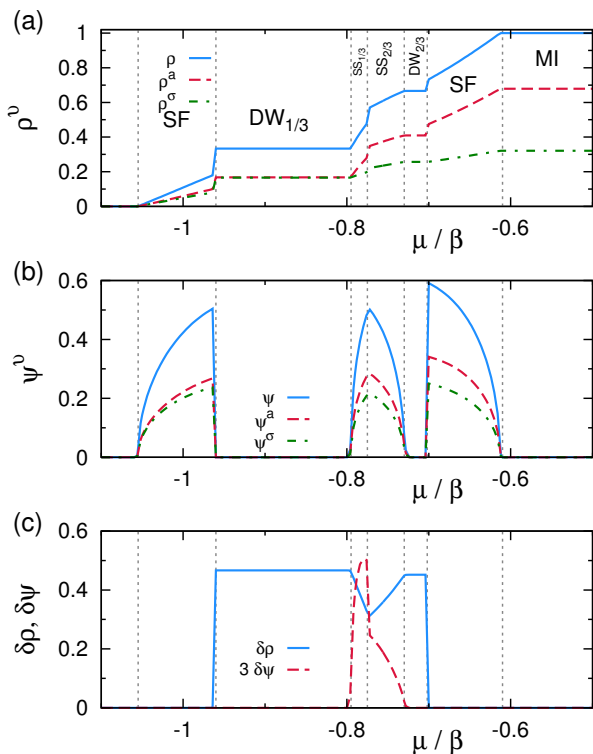 (a)
1
0.8
0.6
0.4
0.2
0
ρ^υ
ρ
ρ^a
ρ^σ
SF
DW_{1/3}
SS_{1/3}
SS_{2/3}
DW_{2/3}
SF
MI
-1
-0.8
-0.6
μ / β
(b)
0.6
0.4
0.2
0
ψ^υ
ψ
ψ^a
ψ^σ
-1
-0.8
-0.6
μ / β
(c)
0.6
0.4
0.2
0
δρ, δψ
δρ
3 δψ
-1
-0.8
-0.6
μ / β